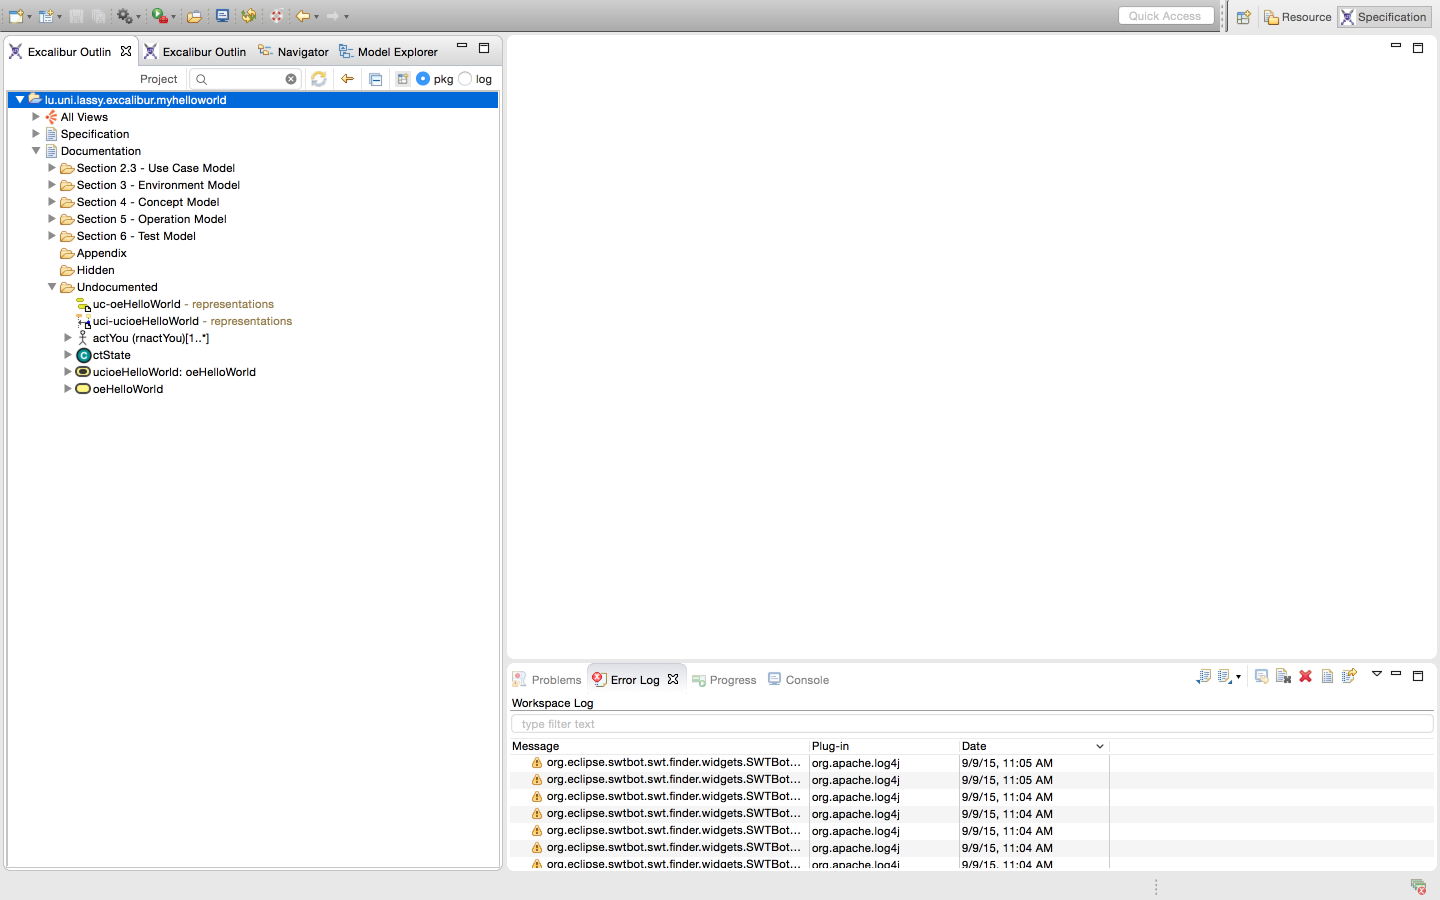 Quick Access
Resource
Specification
Excalibur Outlin
Excalibur Outlin
Navigator
Model Explorer
Project
pkg
log
lu.uni.lassy.excalibur.myhelloworld
All Views
Specification
Documentation
Section 2.3 - Use Case Model
Section 3 - Environment Model
Section 4 - Concept Model
Section 5 - Operation Model
Section 6 - Test Model
Appendix
Hidden
Undocumented
uc-oeHelloWorld - representations
uci-ucioeHelloWorld - representations
actYou (rnactYou)[1..*]
C ctState
ucioeHelloWorld: oeHelloWorld
oeHelloWorld
Problems
Error Log
Progress
Console
Workspace Log
type filter text
Message Plug-in Date
org.eclipse.swtbot.swt.finder.widgets.SWTBot... org.apache.log4j 9/9/15, 11:05 AM
org.eclipse.swtbot.swt.finder.widgets.SWTBot... org.apache.log4j 9/9/15, 11:05 AM
org.eclipse.swtbot.swt.finder.widgets.SWTBot... org.apache.log4j 9/9/15, 11:04 AM
org.eclipse.swtbot.swt.finder.widgets.SWTBot... org.apache.log4j 9/9/15, 11:04 AM
org.eclipse.swtbot.swt.finder.widgets.SWTBot... org.apache.log4j 9/9/15, 11:04 AM
org.eclipse.swtbot.swt.finder.widgets.SWTBot... org.apache.log4j 9/9/15, 11:04 AM
org.eclipse.swtbot.swt.finder.widgets.SWTBot... org.apache.log4j 9/9/15, 11:04 AM